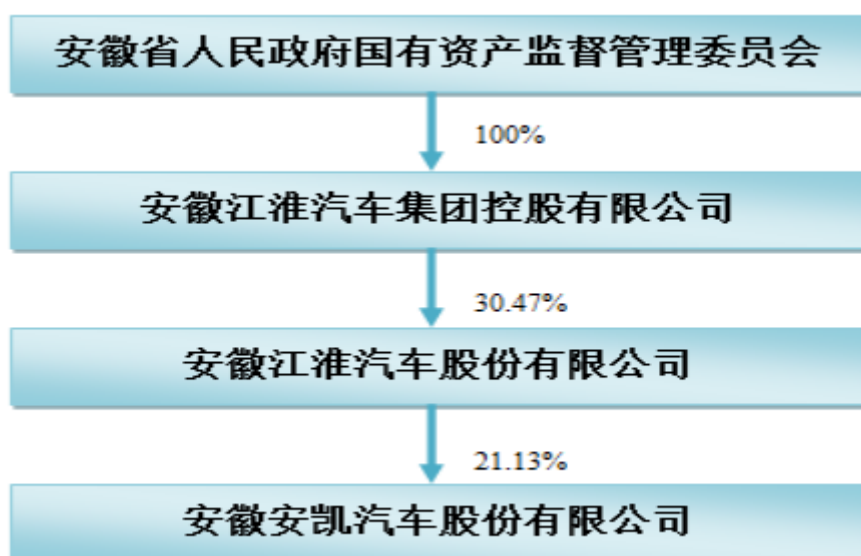 安徽省人民政府国有资产监督管理委员会
100%
安徽江淮汽车集团控股有限公司
30.47%
安徽江淮汽车股份有限公司
21.13%
安徽安凯汽车股份有限公司